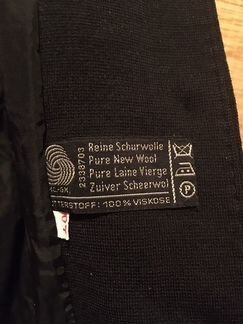 2338703
Reine Schurwolle
Pure New Wool
Pure Laine Vierge
Zuiver Scheerwol
P
TTERSTOFF: 100% VISKOSE